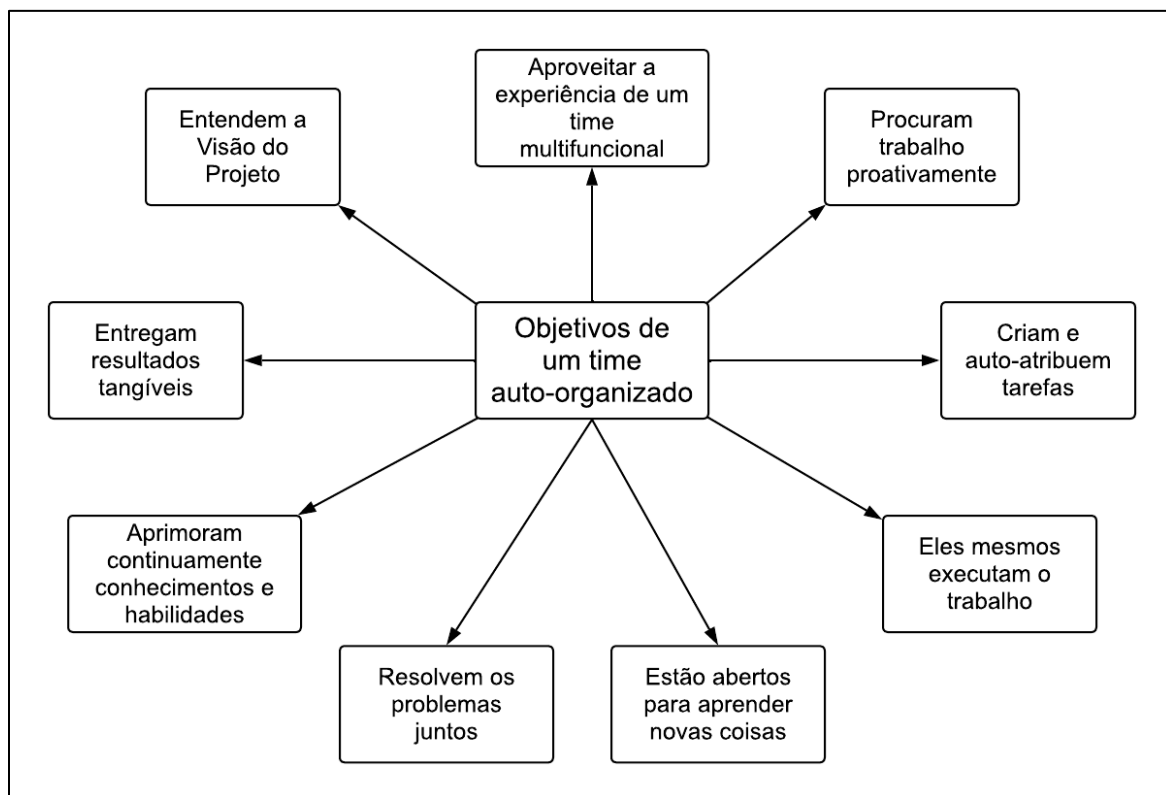 Aproveitar a
experiência de um
time
multifuncional
Entendem a
Visão do
Projeto
Procuram
trabalho
proativamente
Entregam
resultados
tangíveis
Objetivos de
um time
auto-organizado
Criam e
auto-atribuem
tarefas
Aprimoram
continuamente
conhecimentos e
habilidades
Eles mesmos
executam o
trabalho
Resolvem os
problemas
juntos
Estão abertos
para aprender
novas coisas